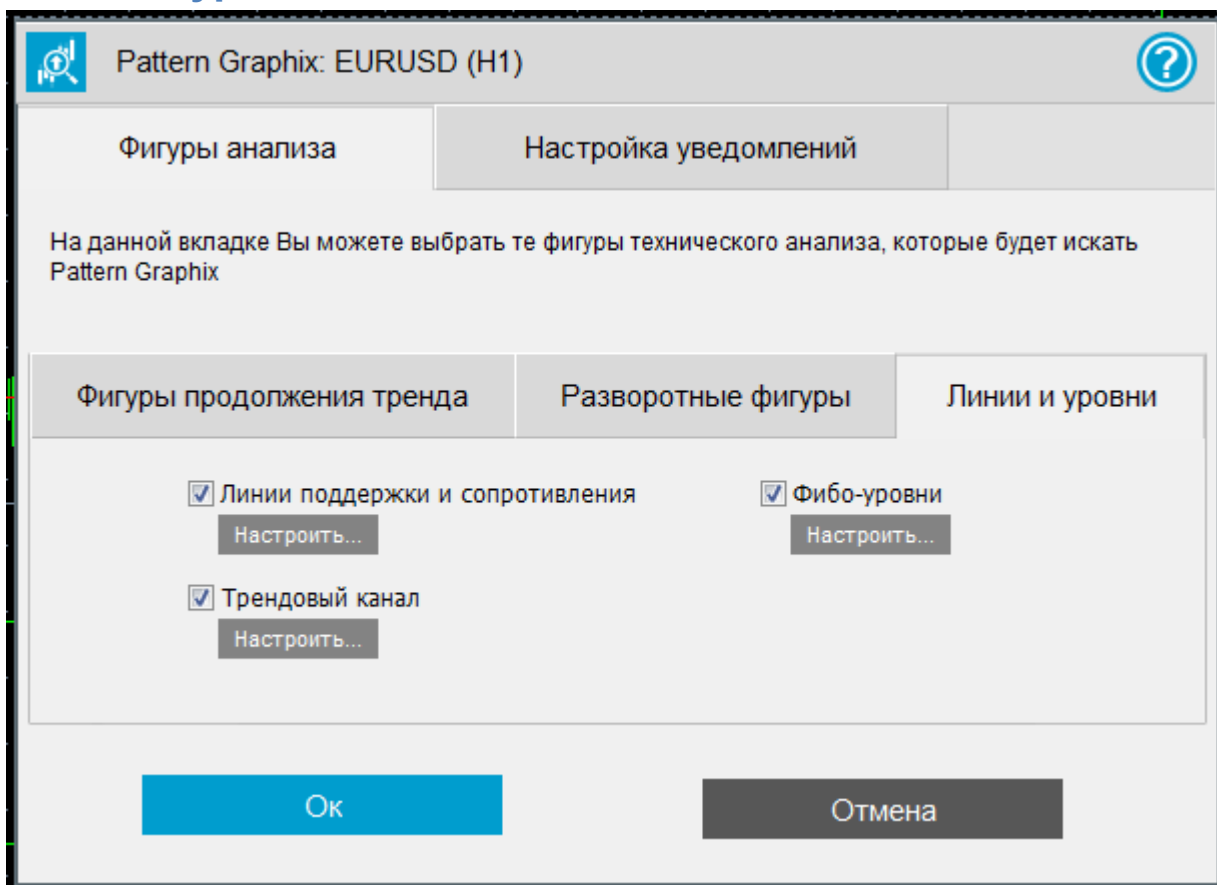 Pattern Graphix: EURUSD (H1)
Фигуры анализа
Настройка уведомлений
На данной вкладке Вы можете выбрать те фигуры технического анализа, которые будет искать
Pattern Graphix
Фигуры продолжения тренда
Разворотные фигуры
Линии и уровни
Линии поддержки и сопротивления
Фибо-уровни
Настроить...
Настроить...
Трендовый канал
Настроить...
Ок
Отмена